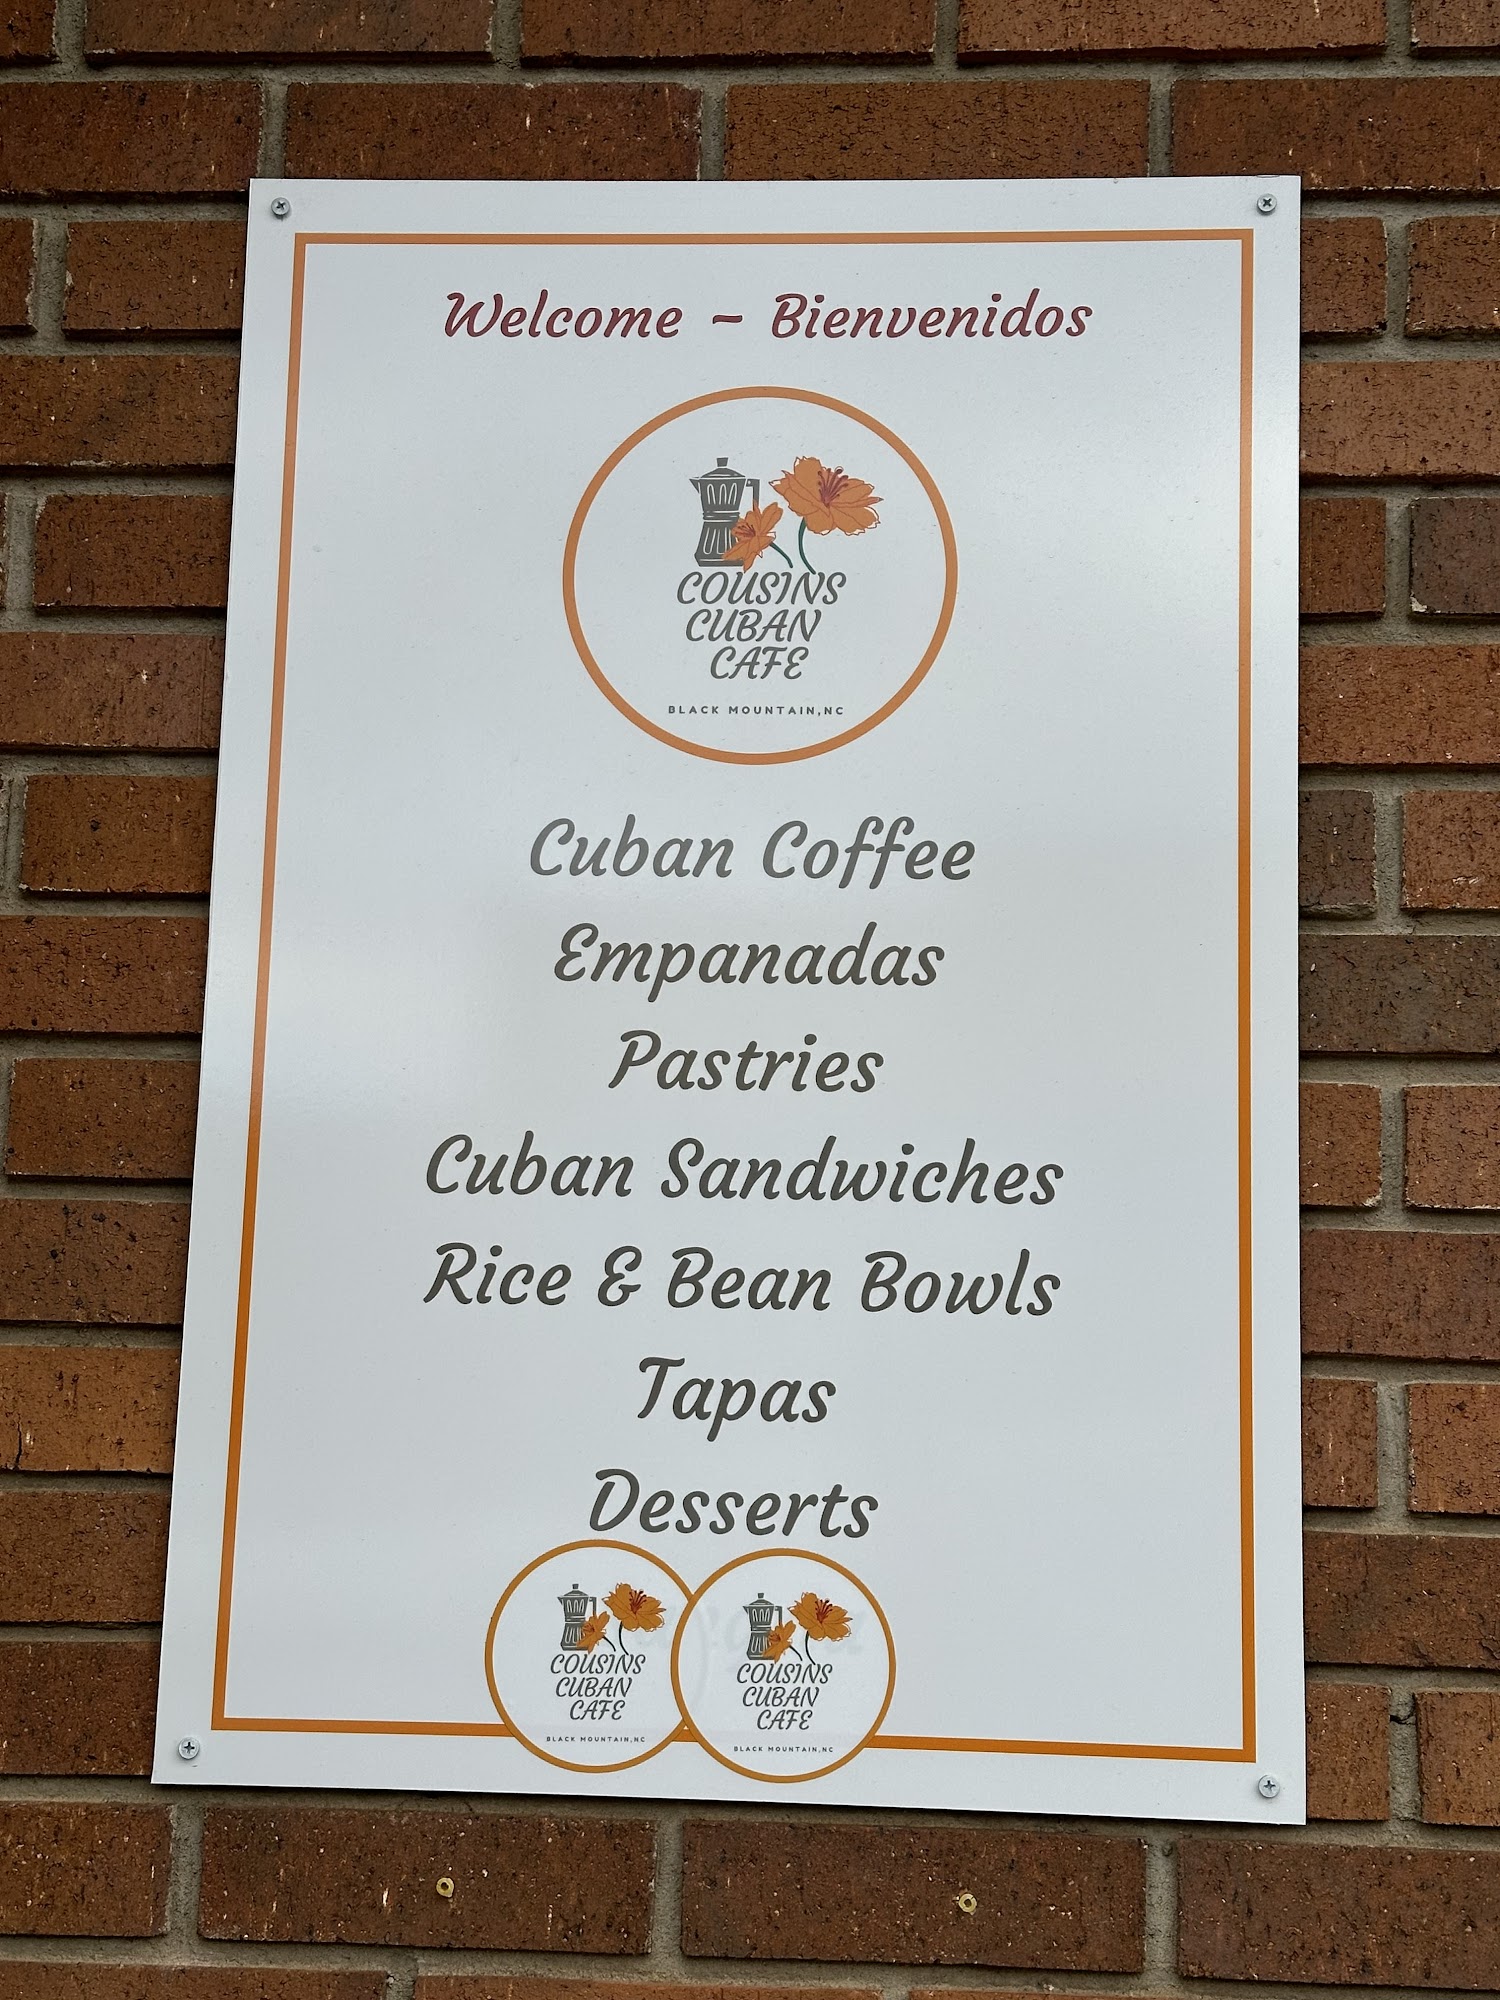 Welcome ~ Bienvenidos
COUSINS
CUBAN
CAFE
BLACK MOUNTAIN,NC
Cuban Coffee
Empanadas
Pastries
Cuban Sandwiches
Rice & Bean Bowls
Tapas
Desserts
COUSINS
CUBAN
CAFE
BLACK MOUNTAIN,NC
COUSINS
CUBAN
CAFE
BLACK MOUNTAIN,NC